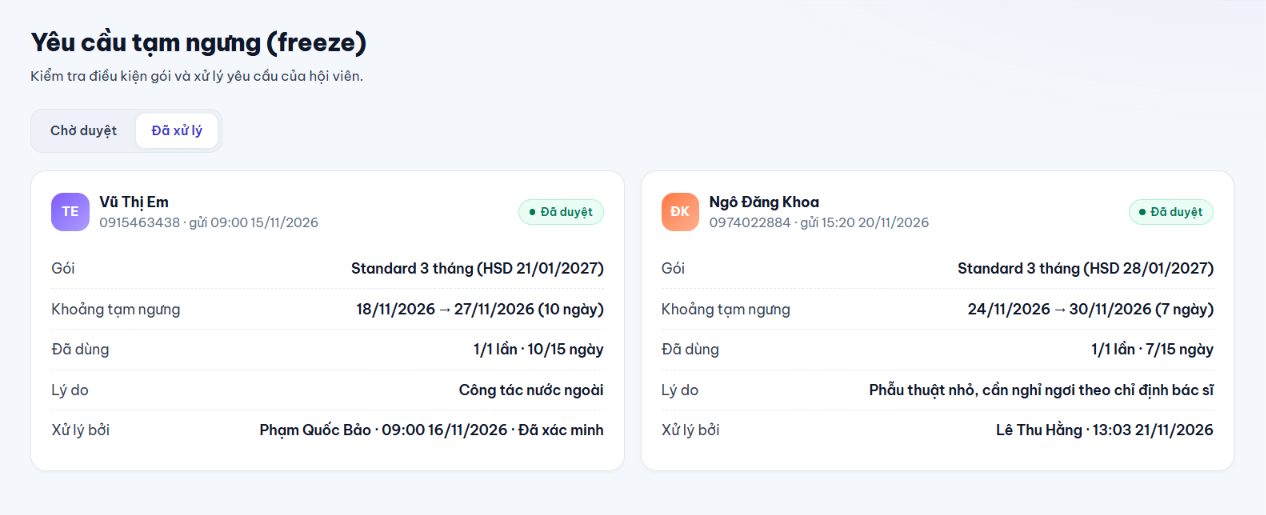 Yêu cầu tạm ngưng (freeze)
Kiểm tra điều kiện gói và xử lý yêu cầu của hội viên.
Chờ duyệt
Đã xử lý
TE
Vũ Thị Em
0915463438 · gửi 09:00 15/11/2026
Đã duyệt
Gói
Standard 3 tháng (HSD 21/01/2027)
Khoảng tạm ngưng
18/11/2026 → 27/11/2026 (10 ngày)
Đã dùng
1/1 lần · 10/15 ngày
Lý do
Công tác nước ngoài
Xử lý bởi
Phạm Quốc Bảo · 09:00 16/11/2026 · Đã xác minh
ĐK
Ngô Đăng Khoa
0974022884 · gửi 15:20 20/11/2026
Đã duyệt
Gói
Standard 3 tháng (HSD 28/01/2027)
Khoảng tạm ngưng
24/11/2026 → 30/11/2026 (7 ngày)
Đã dùng
1/1 lần · 7/15 ngày
Lý do
Phẫu thuật nhỏ, cần nghỉ ngơi theo chỉ định bác sĩ
Xử lý bởi
Lê Thu Hằng · 13:03 21/11/2026